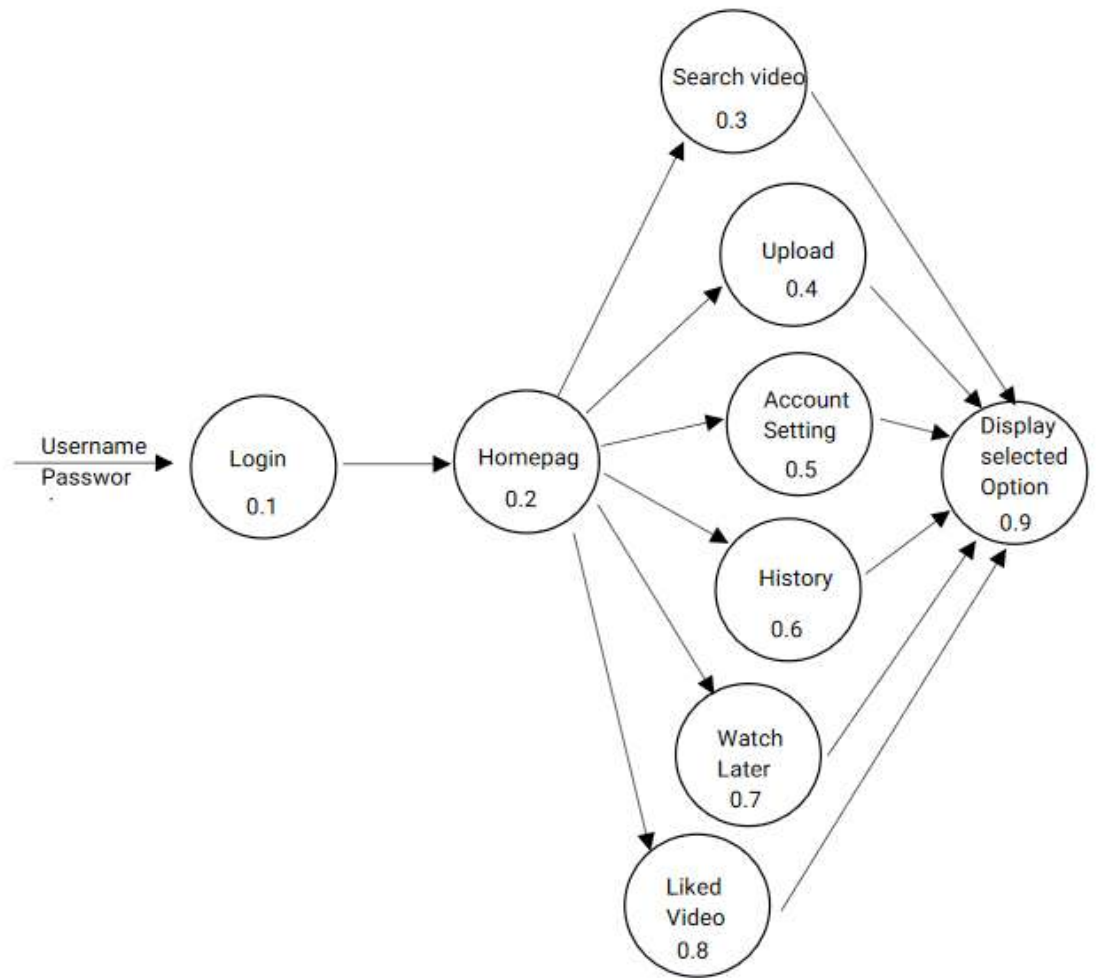 Search video
0.3
Upload
0.4
Username
Passwor
Login
0.1
Homepag
0.2
Account
Setting
0.5
Display
selected
Option
0.9
History
0.6
Watch
Later
0.7
Liked
Video
0.8